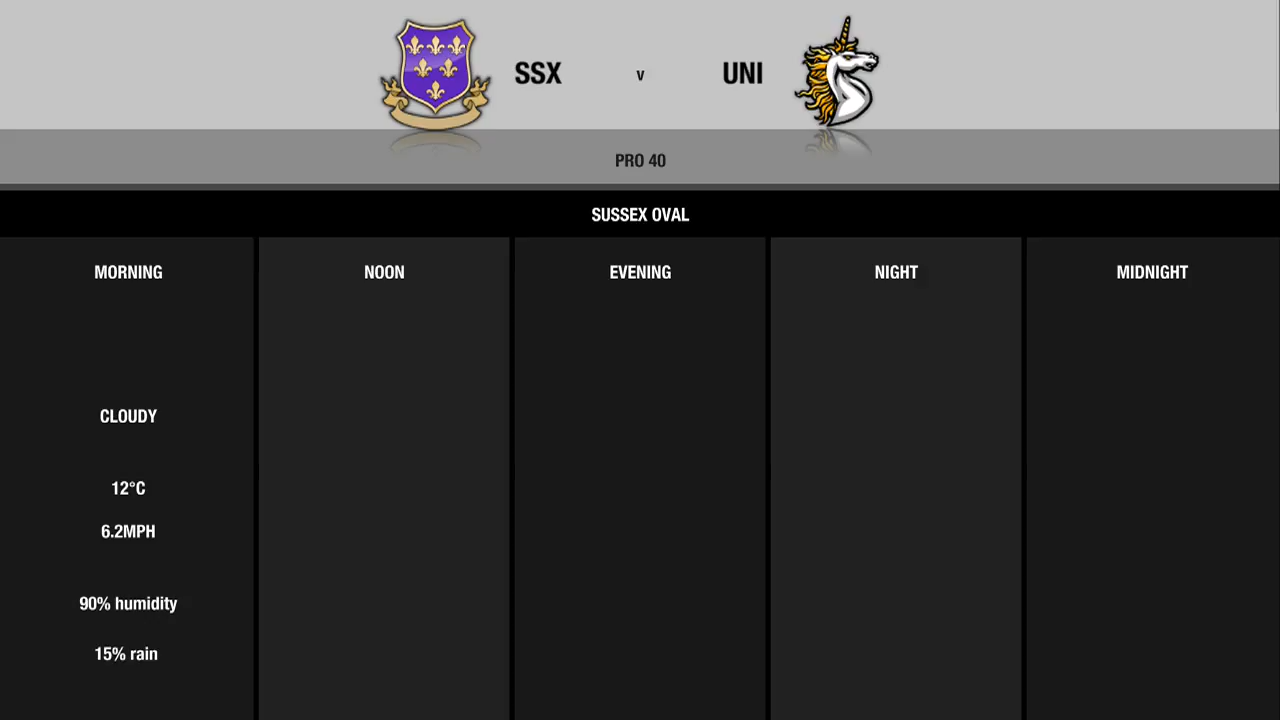 SSX v UNI
PRO 40
SUSSEX OVAL
MORNING NOON EVENING NIGHT MIDNIGHT
CLOUDY
12°C
6.2MPH
90% humidity
15% rain